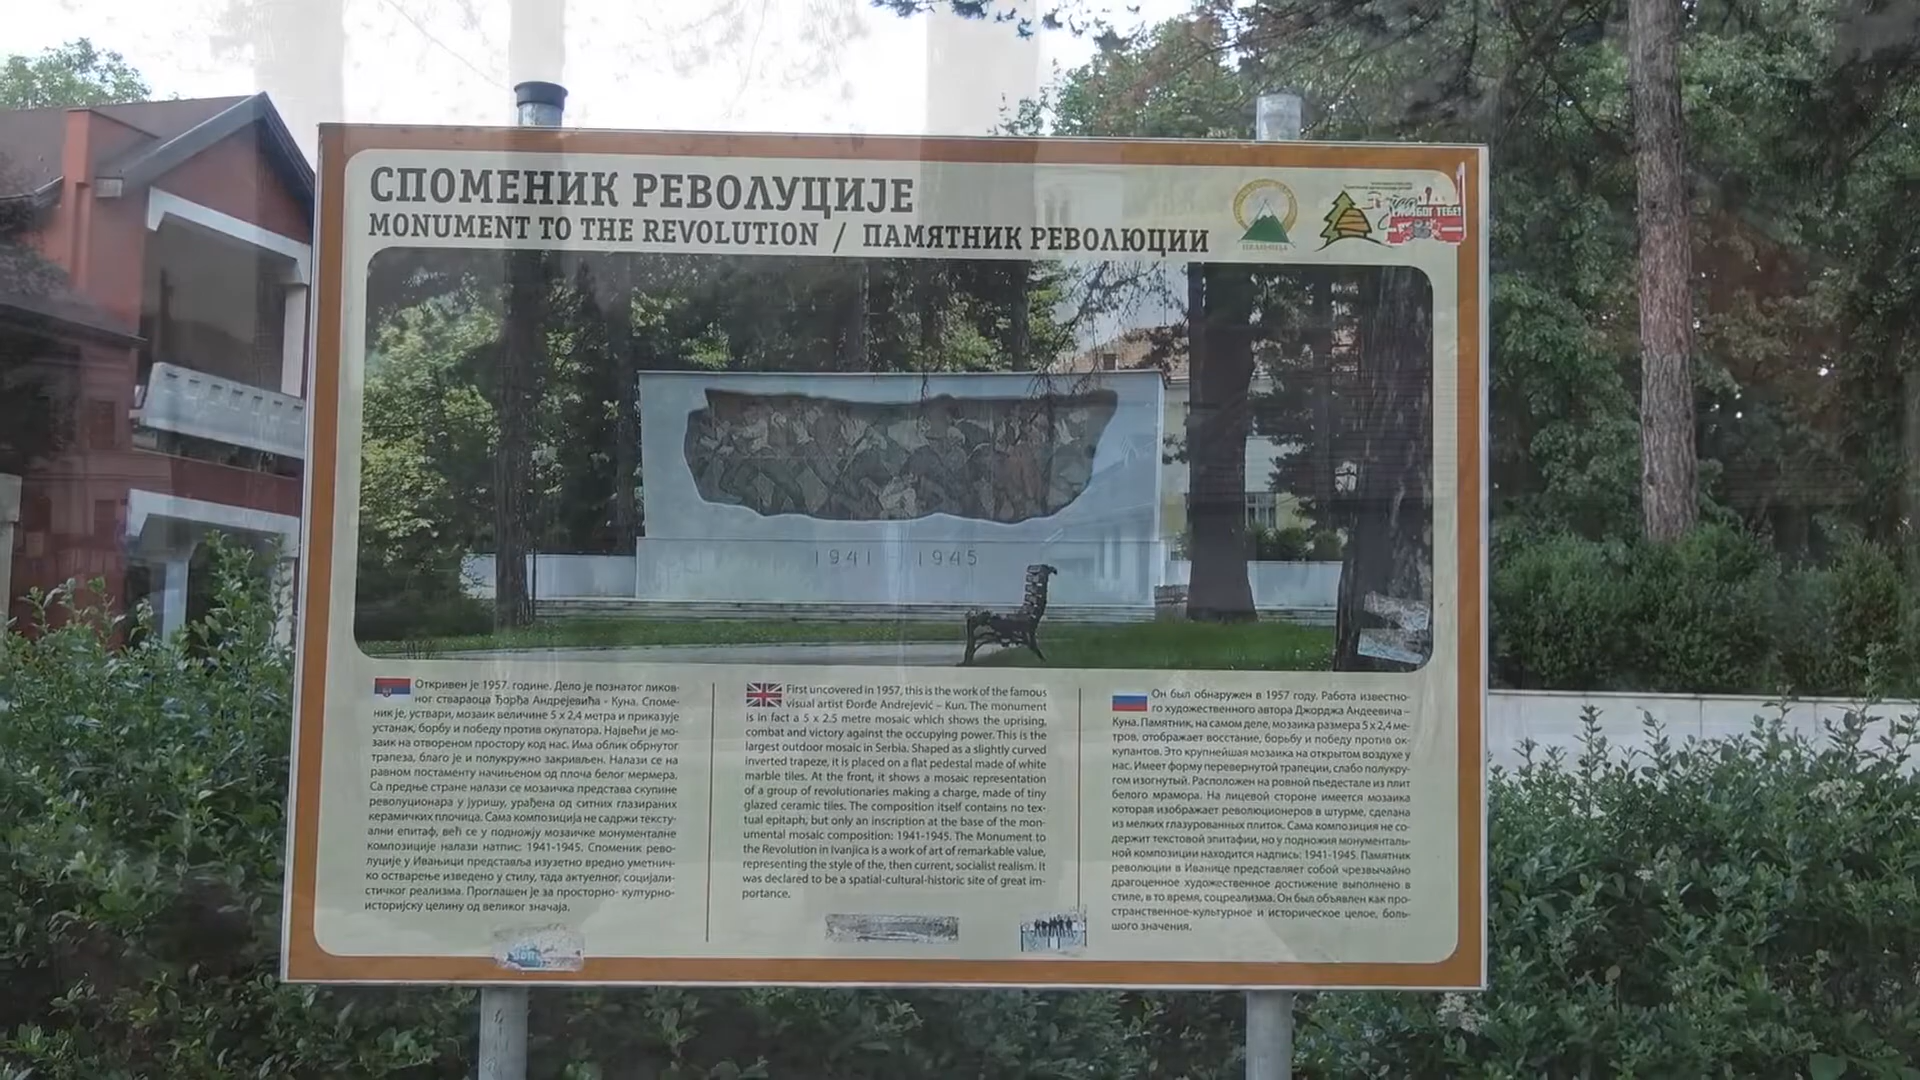 СПОМЕНИК РЕВОЛУЦИЈЕ
MONUMENT TO THE REVOLUTION / ПАМЯТНИК РЕВОЛЮЦИИ
1941 - 1945
Откривен је 1957. године. Дело је познатог ликов-
ног ствараоца Ђорђа Андрејевића - Куна. Споме-
ник је, уствари, мозаик величине 5 x 2,4 метра и приказује
устанак, борбу и победу против окупатора. Највећи је мо-
заик на отвореном простору код нас. Има облик обрнутог
трапеза, благо је и полукружно закривљен. Налази се на
равном постаменту начињеном од плоча белог мермера.
Са предње стране налази се мозаичка представа скупине
револуционара у јуришу, урађена од ситних глазираних
керамичких плочица. Сама композиција не садржи тексту-
ални епитаф, већ се у подножју мозаичке монументалне
композиције налази натпис: 1941-1945. Споменик рево-
луције у Ивањици представља изузетно вредно уметнич-
ко остварење изведено у стилу, тада актуелног, социјали-
стичког реализма. Проглашен је за просторно- културно-
историјску целину од великог значаја.
First uncovered in 1957, this is the work of the famous
visual artist Đorđe Andrejević – Kun. The monument
is in fact a 5 x 2.5 metre mosaic which shows the uprising,
combat and victory against the occupying power. This is the
largest outdoor mosaic in Serbia. Shaped as a slightly curved
inverted trapeze, it is placed on a flat pedestal made of white
marble tiles. At the front, it shows a mosaic representation
of a group of revolutionaries making a charge, made of tiny
glazed ceramic tiles. The composition itself contains no tex-
tual epitaph, but only an inscription at the base of the mon-
umental mosaic composition: 1941-1945. The Monument to
the Revolution in Ivanjica is a work of art of remarkable value,
representing the style of the, then current, socialist realism. It
was declared to be a spatial-cultural-historic site of great im-
portance.
Он был обнаружен в 1957 году. Работа известно-
го художественного автора Джорджа Андеевича –
Куна. Памятник, на самом деле, мозаика размера 5 x 2,4 ме-
тров, отображает восстание, борьбу и победу против ок-
купантов. Это крупнейшая мозаика на открытом воздухе у
нас. Имеет форму перевернутой трапеции, слабо полукру-
гом изогнутый. Расположен на ровной пьедестале из плит
белого мрамора. На лицевой стороне имеется мозаика
которая изображает революционеров в штурме, сделана
из мелких глазурованных плиток. Сама композиция не со-
держит текстовой эпитафии, но у подножия монументаль-
ной композиции находится надпись: 1941-1945. Памятник
революции в Иванице представляет собой чрезвычайно
драгоценное художественное достижение выполнено в
стиле, в то время, соцреализма. Он был объявлен как про-
странственное-культурное и историческое целое, боль-
шого значения.